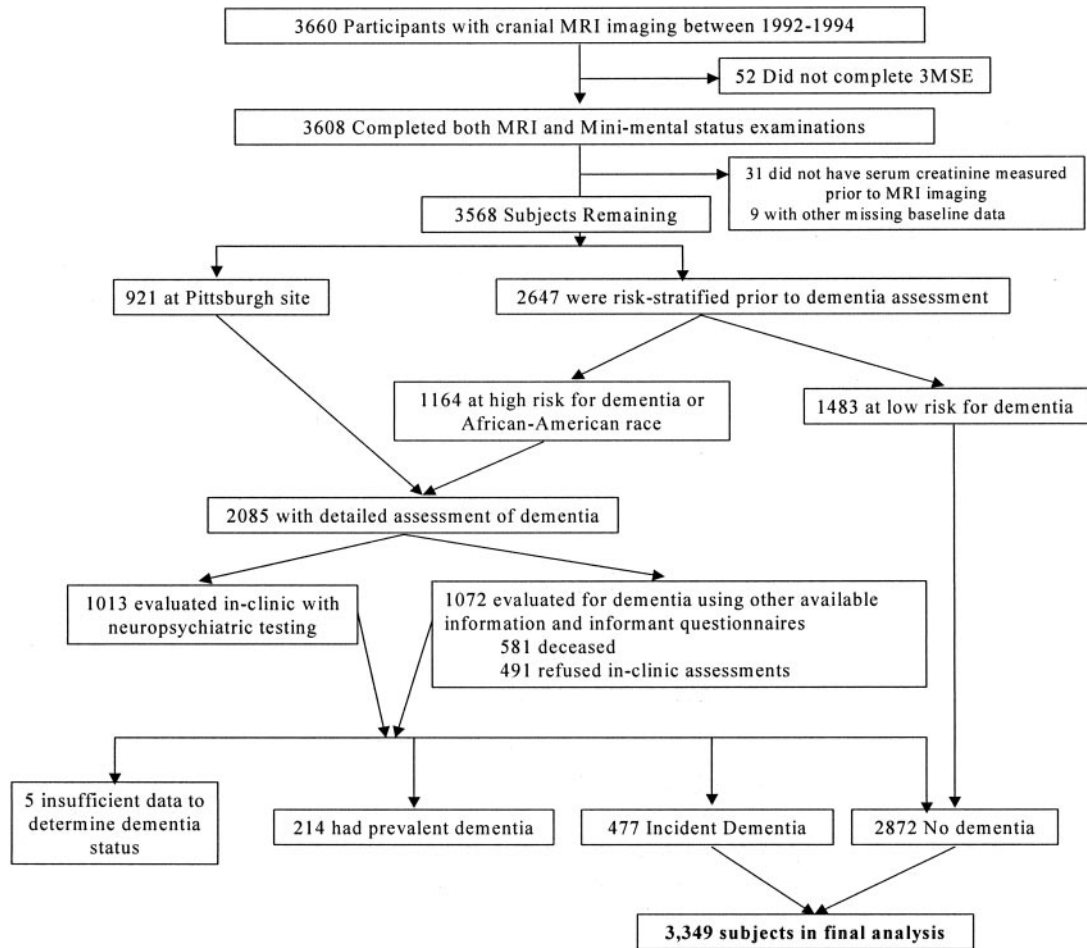 3660 Participants with cranial MRI imaging between 1992-1994
52 Did not complete 3MSE
3608 Completed both MRI and Mini-mental status examinations
31 did not have serum creatinine measured
prior to MRI imaging
9 with other missing baseline data
3568 Subjects Remaining
921 at Pittsburgh site
2647 were risk-stratified prior to dementia assessment
1164 at high risk for dementia or
African-American race
1483 at low risk for dementia
2085 with detailed assessment of dementia
1013 evaluated in-clinic with
neuropsychiatric testing
1072 evaluated for dementia using other available
information and informant questionnaires
581 deceased
491 refused in-clinic assessments
5 insufficient data to
determine dementia
status
214 had prevalent dementia
477 Incident Dementia
2872 No dementia
3,349 subjects in final analysis